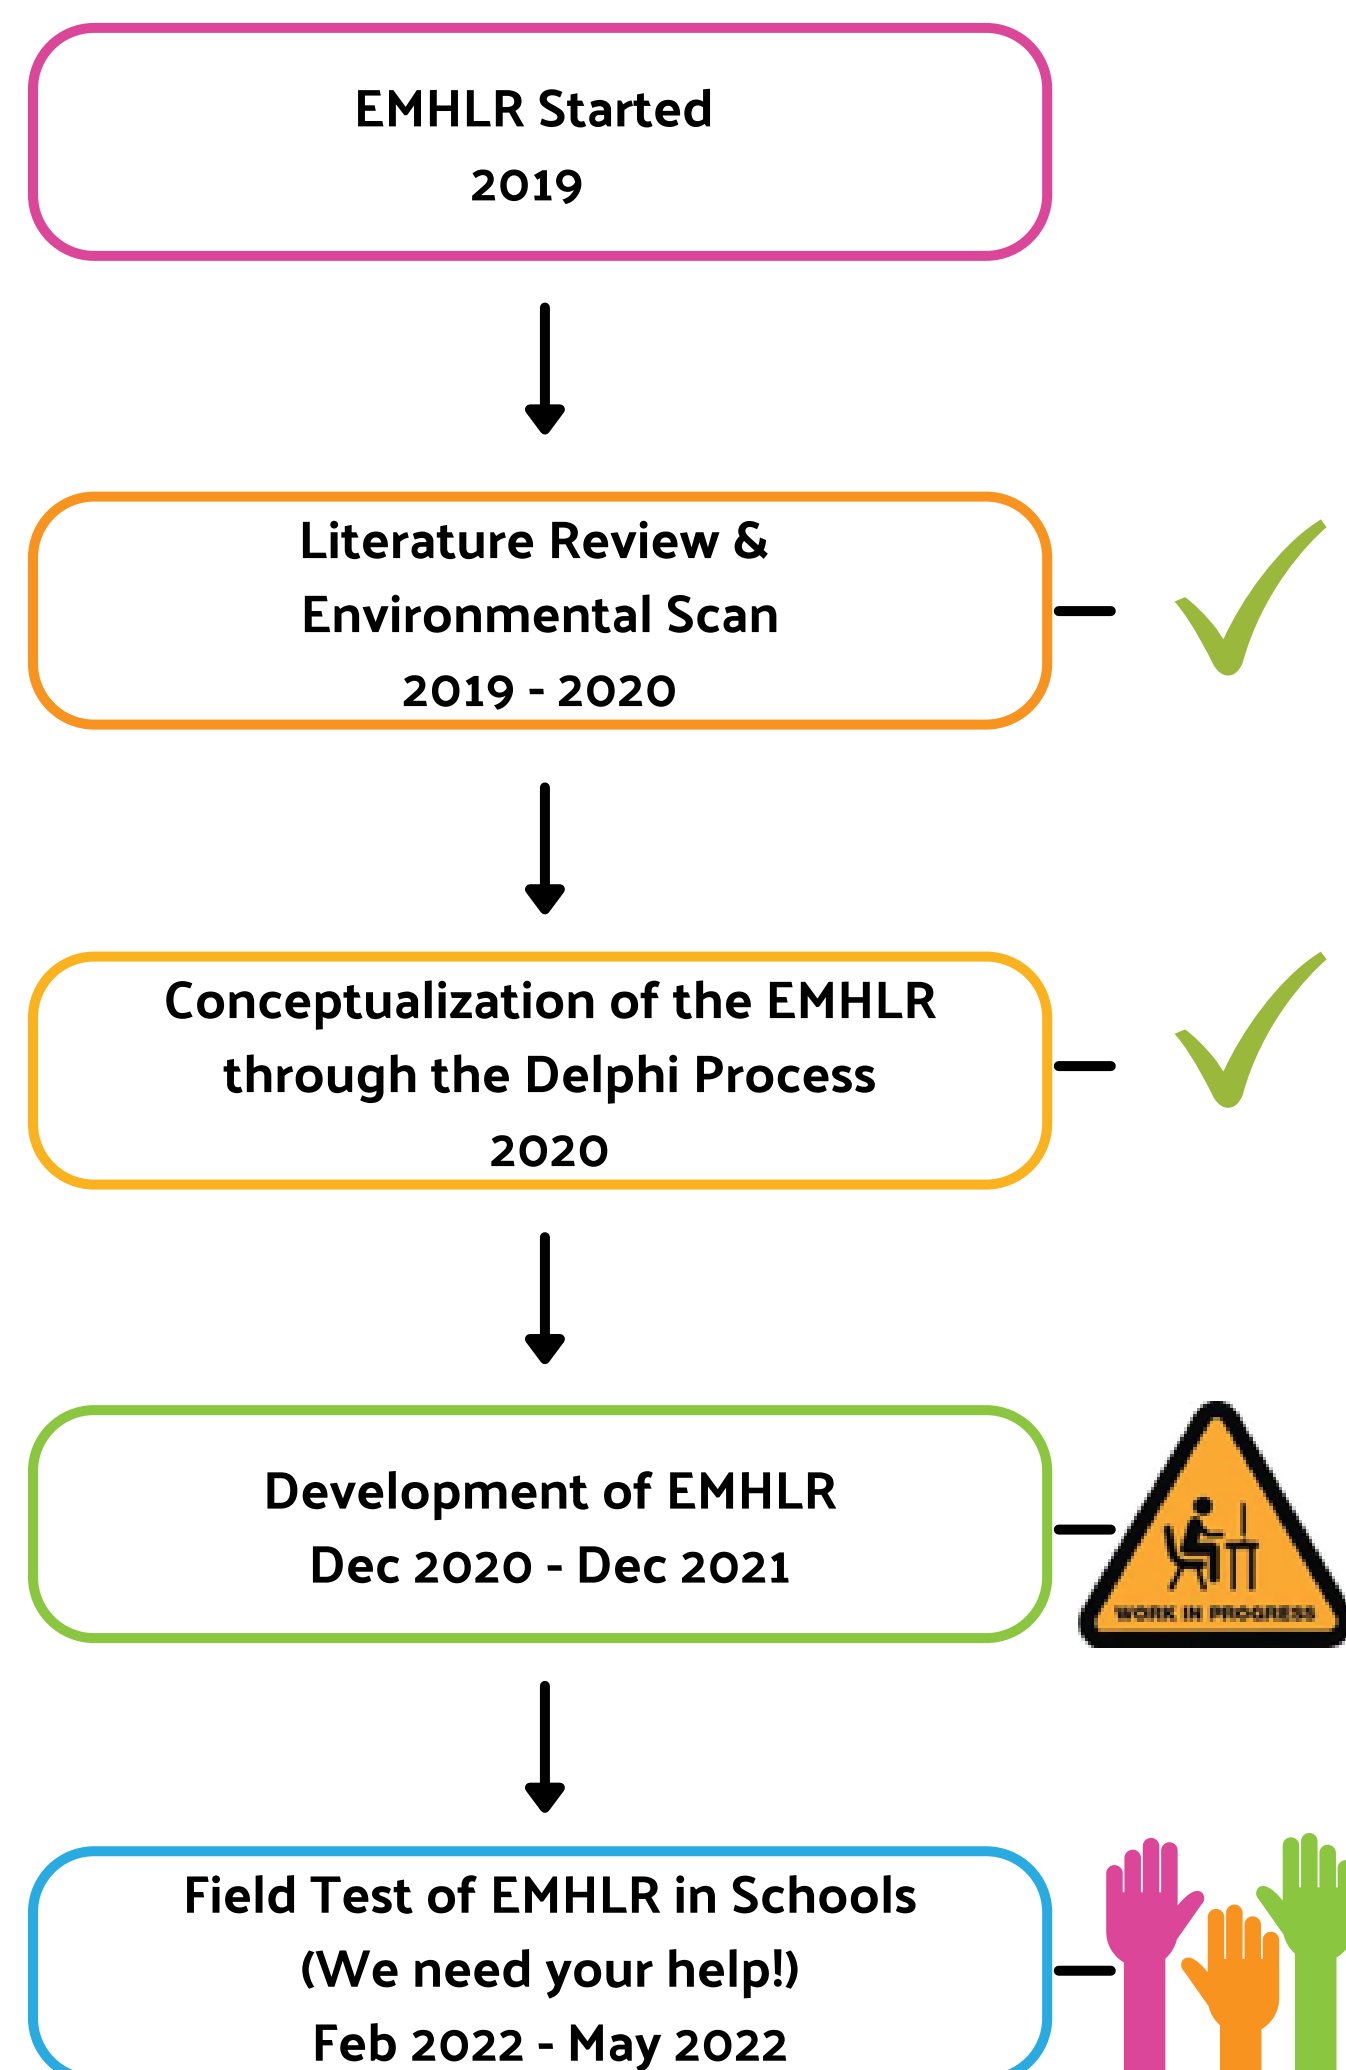 EMHLR Started
2019
Literature Review &
Environmental Scan
2019 - 2020
Conceptualization of the EMHLR
through the Delphi Process
2020
Development of EMHLR
Dec 2020 - Dec 2021
WORK IN PROGRESS
Field Test of EMHLR in Schools
(We need your help!)
Feb 2022 - May 2022